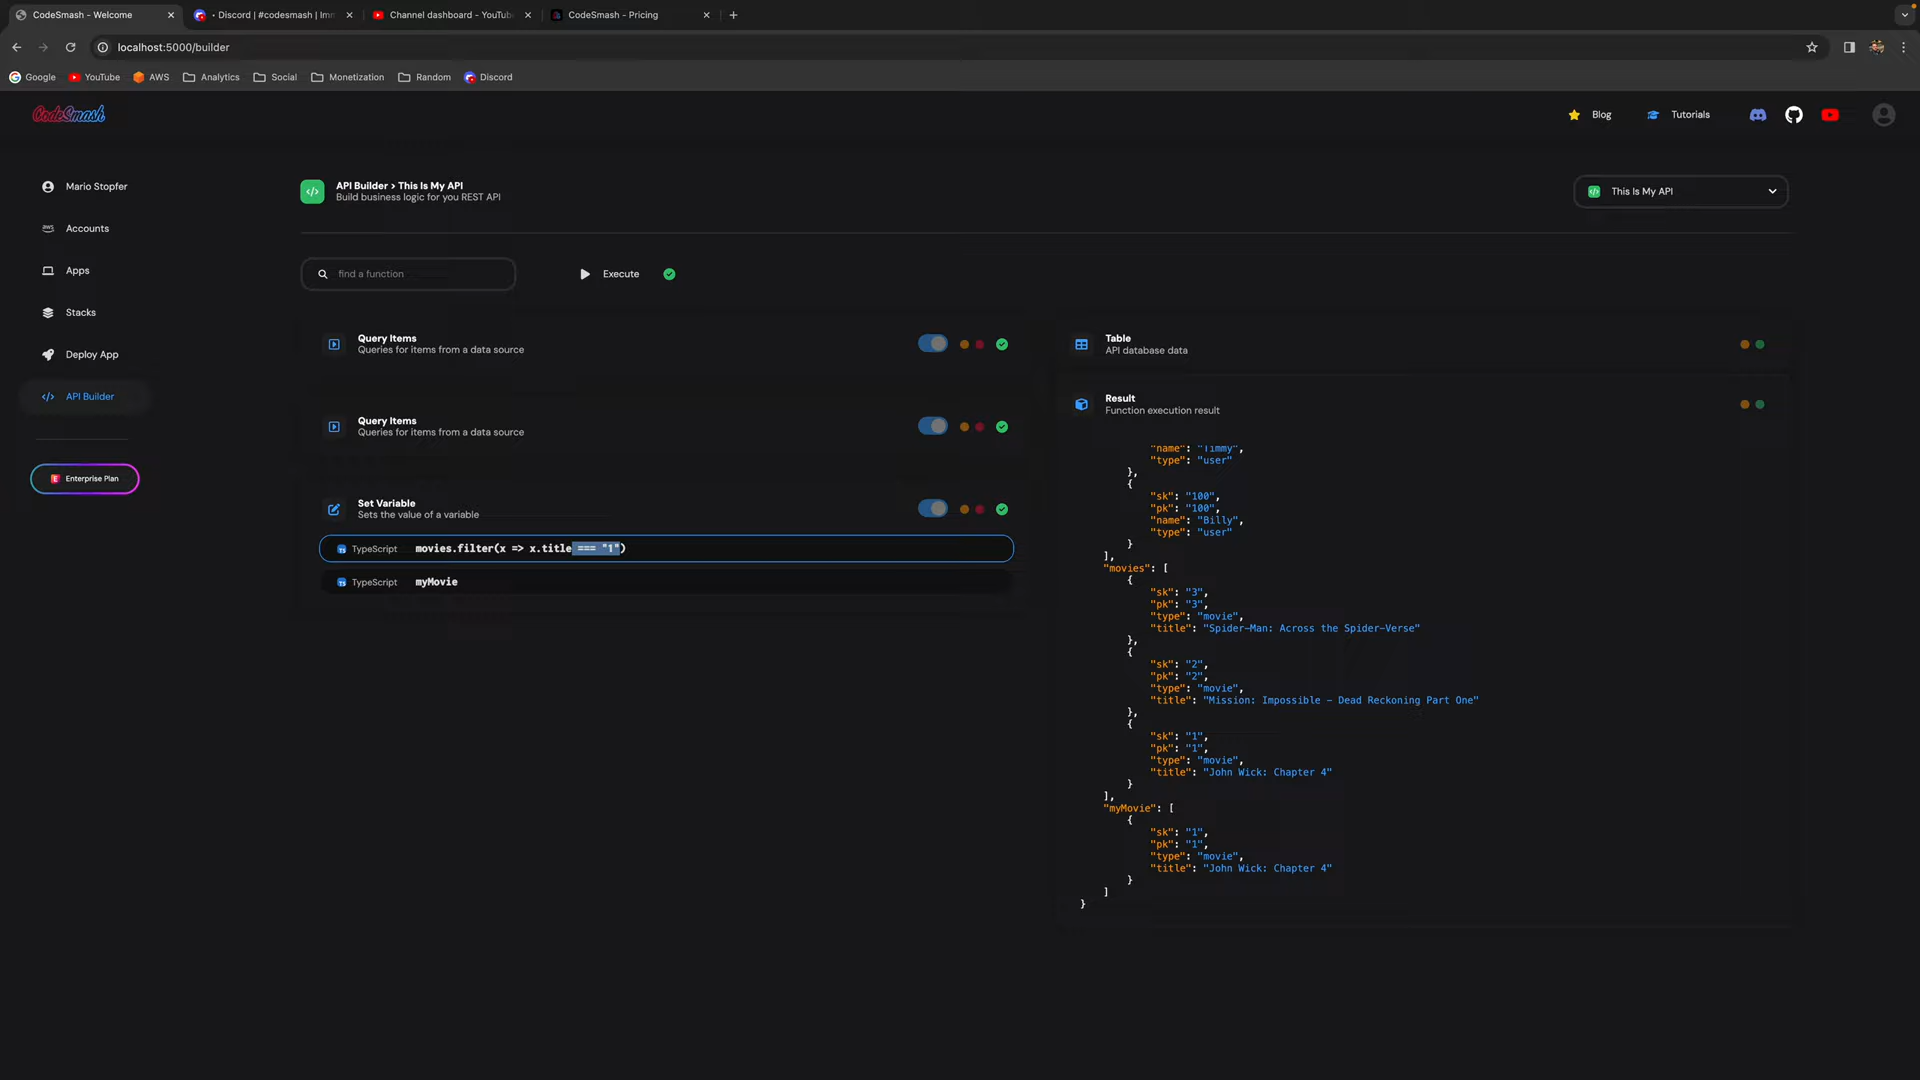 CodeSmash - Welcome
• Discord | #codesmash | Im
Channel dashboard - YouTub
CodeSmash - Pricing
localhost:5000/builder
Google
YouTube
AWS
Analytics
Social
Monetization
Random
Discord
CodeSmash
Blog
Tutorials
Mario Stopfer
aws Accounts
Apps
Stacks
Deploy App
API Builder
Enterprise Plan
API Builder > This Is My API
Build business logic for you REST API
This Is My API
find a function
Execute
Query Items
Queries for items from a data source
Query Items
Queries for items from a data source
Set Variable
Sets the value of a variable
TS TypeScript movies.filter(x => x.title === "1")
TS TypeScript myMovie
Table
API database data
Result
Function execution result
"name": "Timmy",
"type": "user"
},
{
"sk": "100",
"pk": "100",
"name": "Billy",
"type": "user"
}
],
"movies": [
{
"sk": "3",
"pk": "3",
"type": "movie",
"title": "Spider-Man: Across the Spider-Verse"
},
{
"sk": "2",
"pk": "2",
"type": "movie",
"title": "Mission: Impossible - Dead Reckoning Part One"
},
{
"sk": "1",
"pk": "1",
"type": "movie",
"title": "John Wick: Chapter 4"
}
],
"myMovie": [
{
"sk": "1",
"pk": "1",
"type": "movie",
"title": "John Wick: Chapter 4"
}
]
}